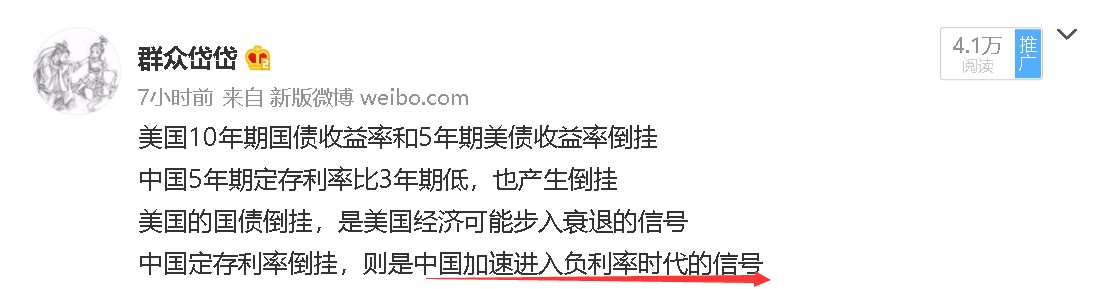 群众岱岱
4.1万
阅读
推广
7小时前 来自 新版微博 weibo.com
美国10年期国债收益率和5年期美债收益率倒挂
中国5年期定存利率比3年期低，也产生倒挂
美国的国债倒挂，是美国经济可能步入衰退的信号
中国定存利率倒挂，则是中国加速进入负利率时代的信号